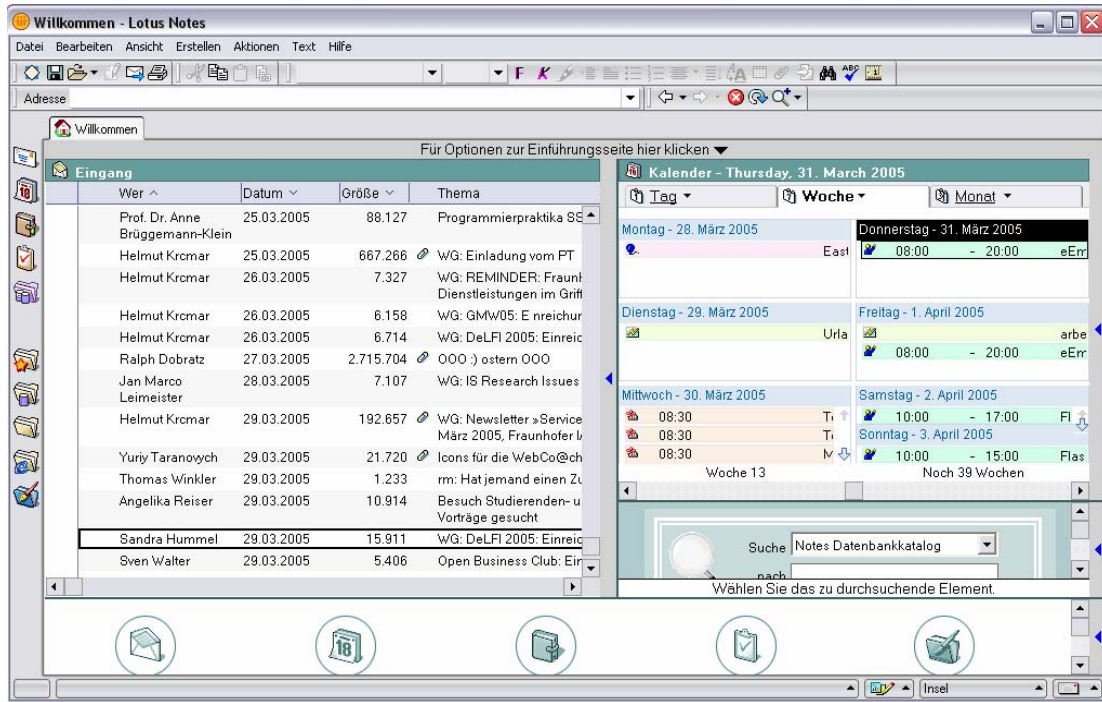 Willkommen - Lotus Notes
Datei Bearbeiten Ansicht Erstellen Aktionen Text Hilfe
F K
Adresse
Willkommen
Für Optionen zur Einführungsseite hier klicken
Eingang
Wer Datum Größe Thema
Prof. Dr. Anne 25.03.2005 88.127 Programmierpraktika SS
Brüggemann-Klein
Helmut Krcmar 25.03.2005 667.266 WG: Einladung vom PT
Helmut Krcmar 26.03.2005 7.327 WG: REMINDER: Fraunh
Dienstleistungen im Griff
Helmut Krcmar 26.03.2005 6.158 WG: GMW05: E nreichur
Helmut Krcmar 26.03.2005 6.714 WG: DeLFI 2005: Einreic
Ralph Dobratz 27.03.2005 2.715.704 OOO :) ostern OOO
Jan Marco 28.03.2005 7.107 WG: IS Research Issues
Leimeister
Helmut Krcmar 29.03.2005 192.657 WG: Newsletter »Service
März 2005, Fraunhofer I
Yuriy Taranovych 29.03.2005 21.720 Icons für die WebCo@ch
Thomas Winkler 29.03.2005 1.233 rm: Hat jemand einen Zu
Angelika Reiser 29.03.2005 10.914 Besuch Studierenden- u
Vorträge gesucht
Sandra Hummel 29.03.2005 15.911 WG: DeLFI 2005: Einreic
Sven Walter 29.03.2005 5.406 Open Business Club: Eir
Kalender - Thursday, 31. March 2005
Tag Woche Monat
Montag - 28. März 2005 Donnerstag - 31. März 2005
East 08:00 - 20:00 eEm
Dienstag - 29. März 2005 Freitag - 1. April 2005
Urla arbe
08:00 - 20:00 eEm
Mittwoch - 30. März 2005 Samstag - 2. April 2005
08:30 10:00 - 17:00 Fl
08:30 Sonntag - 3. April 2005
08:30 M 10:00 - 15:00 Flas
Woche 13 Noch 39 Wochen
Suche Notes Datenbankkatalog
nach
Wählen Sie das zu durchsuchende Element.
18
Insel